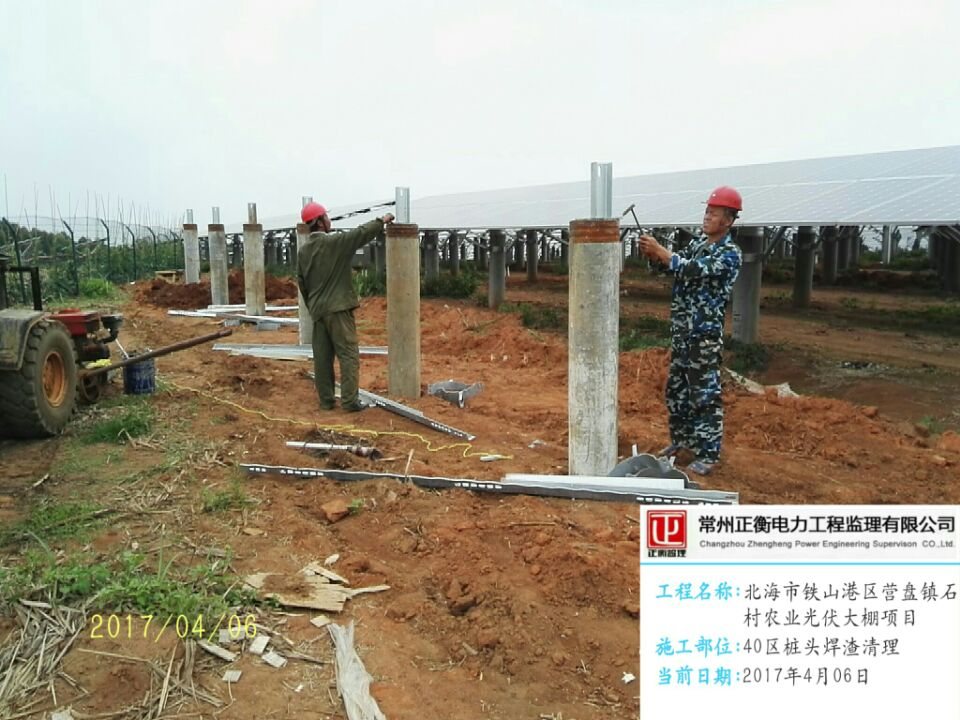 2017/04/06
正衡监理
常州正衡电力工程监理有限公司
Changzhou Zhengheng Power Engineering Supervison CO.,Ltd.
工程名称:北海市铁山港区营盘镇石
村农业光伏大棚项目
施工部位:40区桩头焊渣清理
当前日期:2017年4月06日